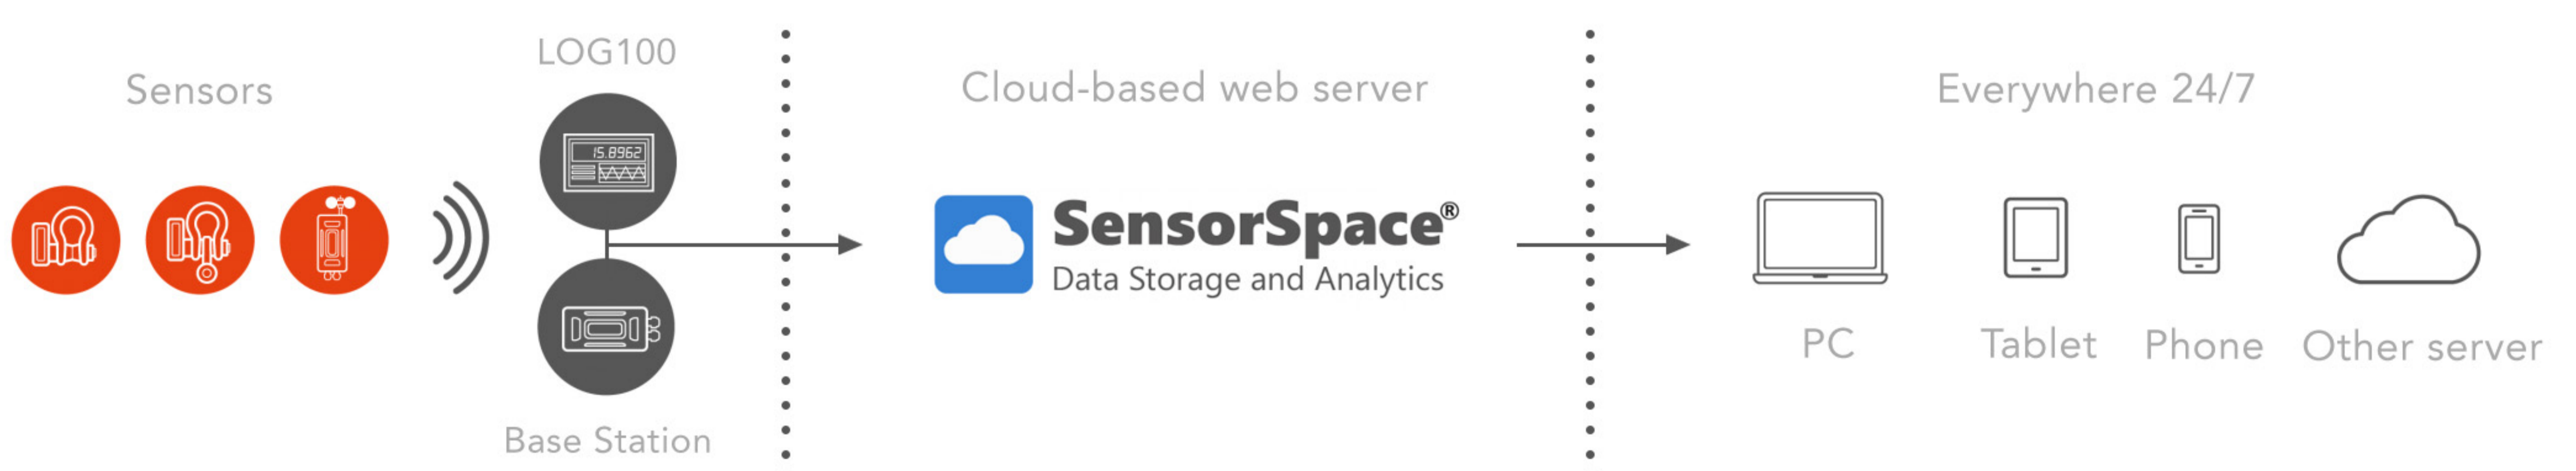 Sensors
LOG100
15.8962
Base Station
Cloud-based web server
SensorSpace®
Data Storage and Analytics
Everywhere 24/7
PC
Tablet
Phone
Other server